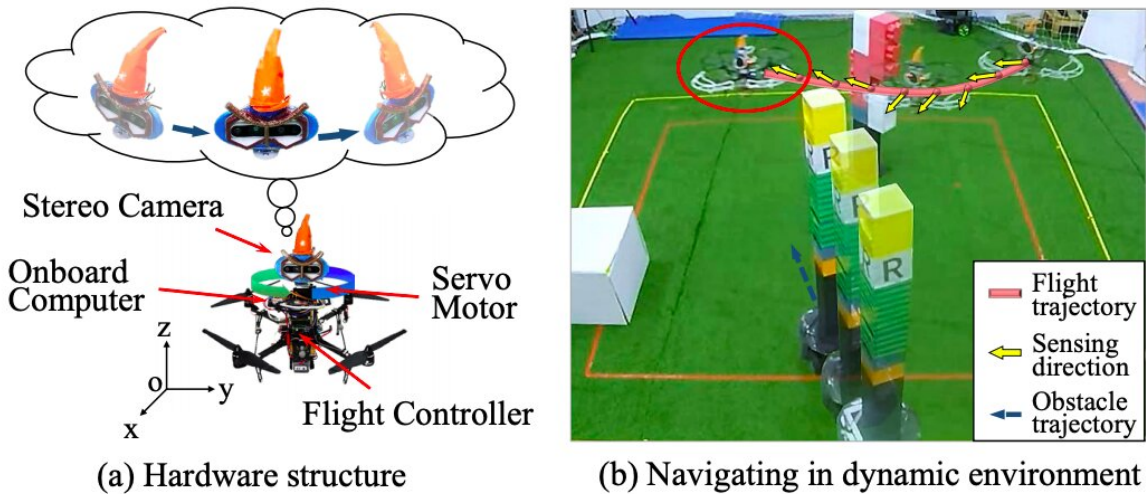 Stereo Camera
Onboard
Computer
Servo
Motor
z
o
y
x
Flight Controller
(a) Hardware structure
R
R
R
Flight
trajectory
Sensing
direction
Obstacle
trajectory
(b) Navigating in dynamic environment